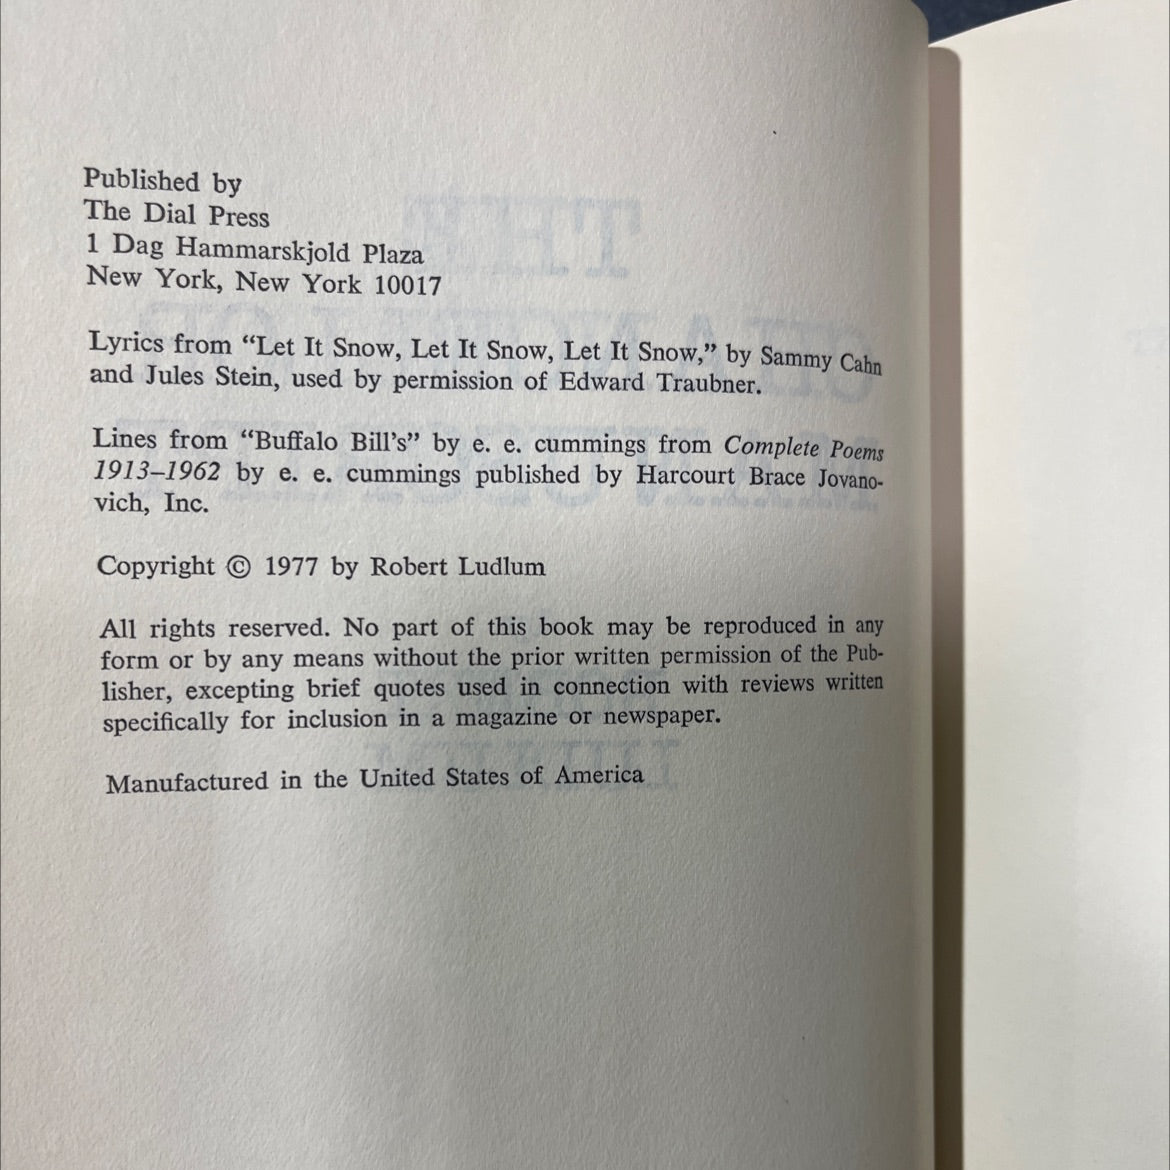 Published by
The Dial Press
1 Dag Hammarskjold Plaza
New York, New York 10017
Lyrics from “Let It Snow, Let It Snow, Let It Snow,” by Sammy Cahn
and Jules Stein, used by permission of Edward Traubner.
Lines from “Buffalo Bill’s” by e. e. cummings from Complete Poems
1913–1962 by e. e. cummings published by Harcourt Brace Jovano-
vich, Inc.
Copyright © 1977 by Robert Ludlum
All rights reserved. No part of this book may be reproduced in any
form or by any means without the prior written permission of the Pub-
lisher, excepting brief quotes used in connection with reviews written
specifically for inclusion in a magazine or newspaper.
Manufactured in the United States of America